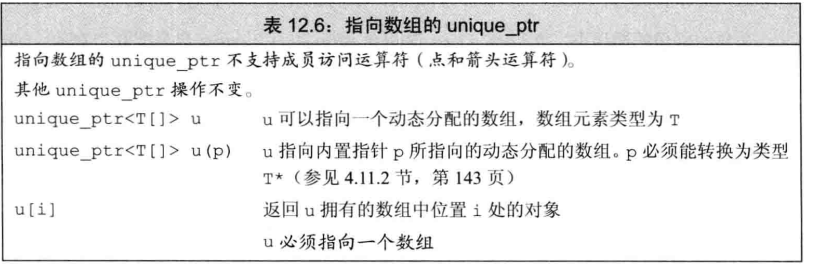 表 12.6：指向数组的 unique_ptr
指向数组的 unique_ptr 不支持成员访问运算符（点和箭头运算符）。
其他 unique_ptr 操作不变。
unique_ptr<T[]> u u 可以指向一个动态分配的数组，数组元素类型为 T
unique_ptr<T[]> u(p) u 指向内置指针 p 所指向的动态分配的数组。p 必须能转换为类型
T*（参见 4.11.2 节，第 143 页）
u[i] 返回 u 拥有的数组中位置 i 处的对象
u 必须指向一个数组